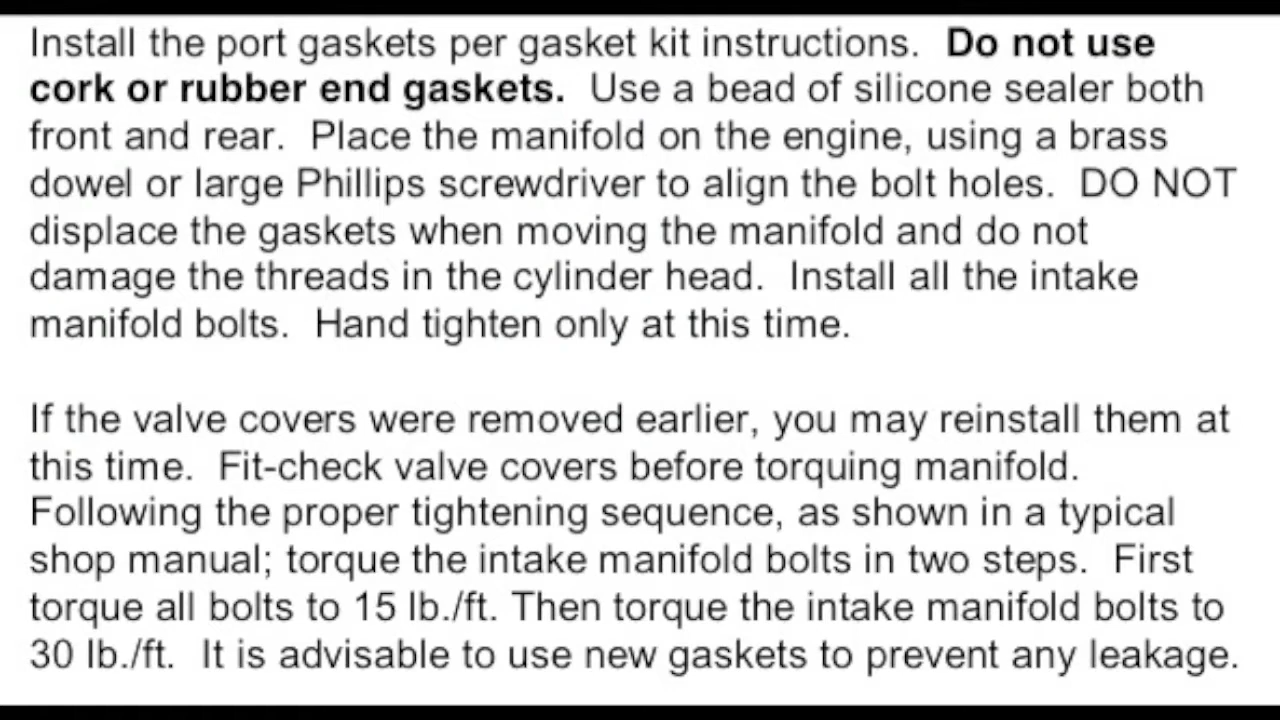 Install the port gaskets per gasket kit instructions.  Do not use
cork or rubber end gaskets.  Use a bead of silicone sealer both
front and rear.  Place the manifold on the engine, using a brass
dowel or large Phillips screwdriver to align the bolt holes.  DO NOT
displace the gaskets when moving the manifold and do not
damage the threads in the cylinder head.  Install all the intake
manifold bolts.  Hand tighten only at this time.

If the valve covers were removed earlier, you may reinstall them at
this time.  Fit-check valve covers before torquing manifold.
Following the proper tightening sequence, as shown in a typical
shop manual; torque the intake manifold bolts in two steps.  First
torque all bolts to 15 lb./ft. Then torque the intake manifold bolts to
30 lb./ft.  It is advisable to use new gaskets to prevent any leakage.